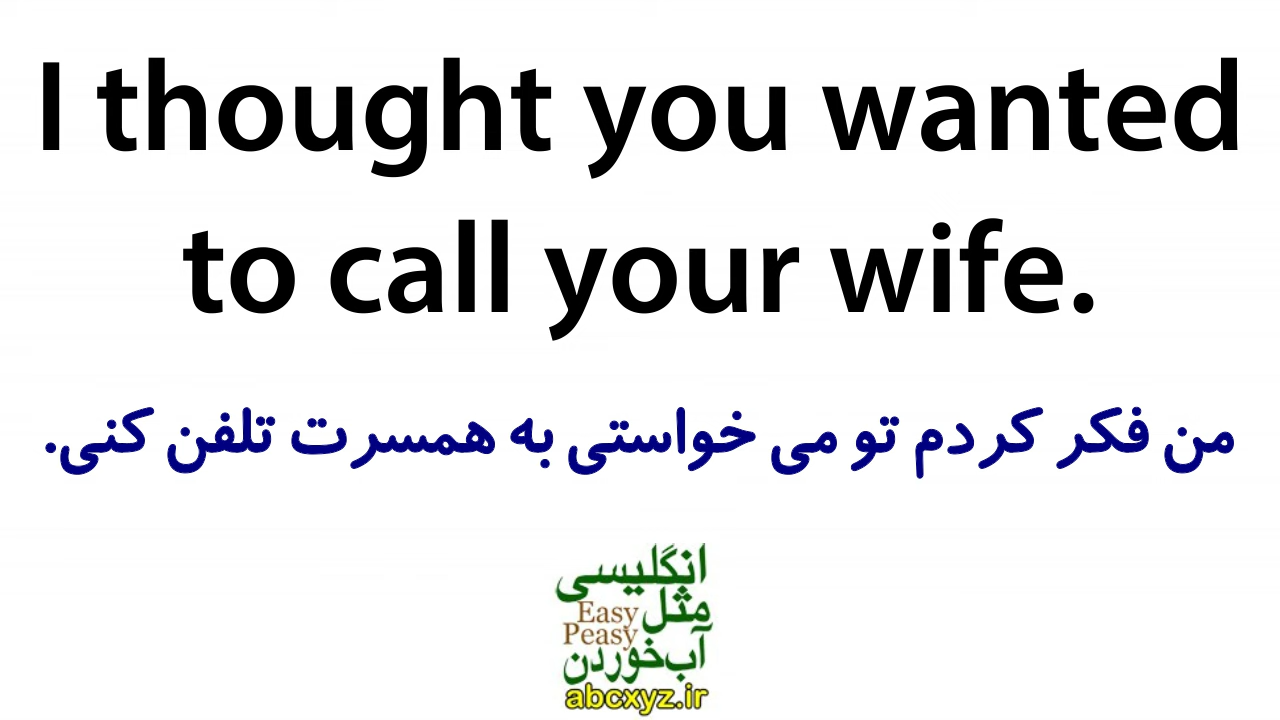 I thought you wanted
to call your wife.
من فکر کردم تو می خواستی به همسرت تلفن کنی.
انگلیسی
مثل
Easy
Peasy
آب خوردن
abcxyz.ir